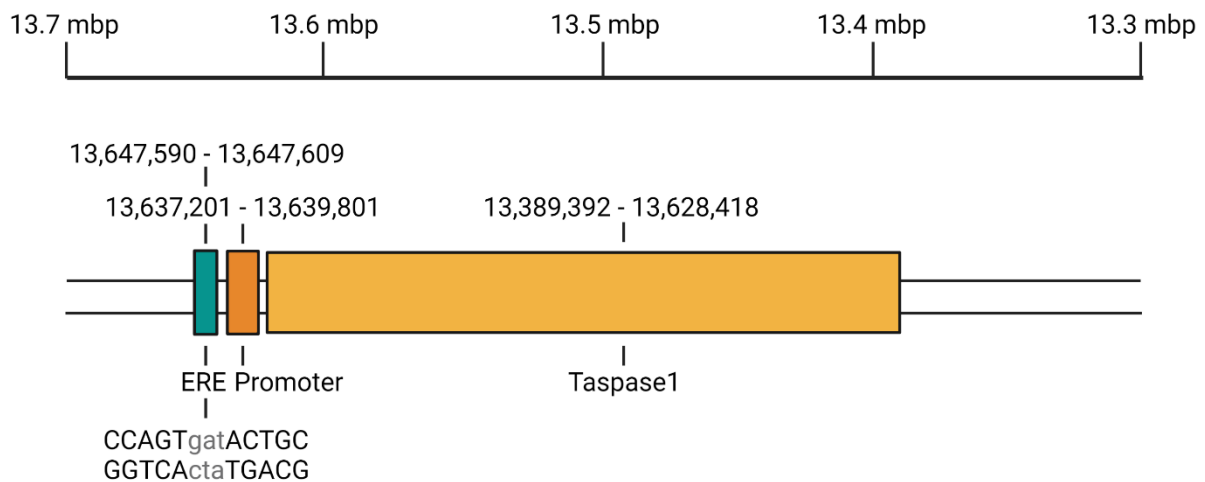 13.7 mbp 13.6 mbp 13.5 mbp 13.4 mbp 13.3 mbp
13,647,590 - 13,647,609
13,637,201 - 13,639,801 13,389,392 - 13,628,418
ERE Promoter Taspase1
CCAGTgatACTGC
GGTCActaTGACG